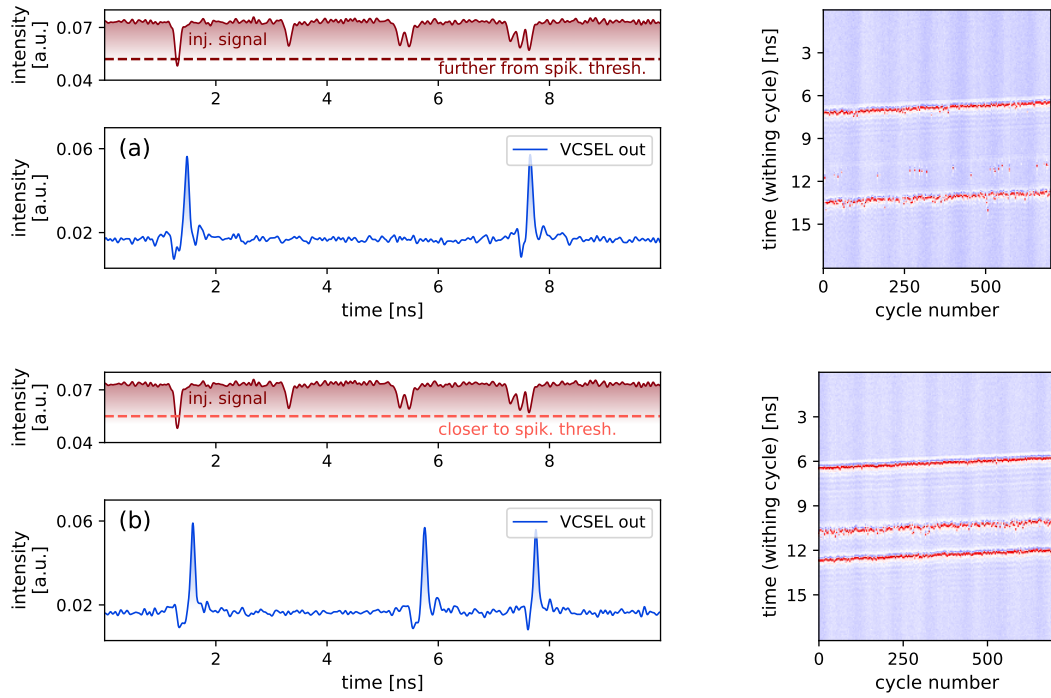 intensity
[a.u.]
0.07
0.04
inj. signal
further from spik. thresh.
2
4
6
8
intensity
[a.u.]
0.06
0.02
(a)
VCSEL out
2
4
6
8
time [ns]
time (withing cycle) [ns]
3
6
9
12
15
0
250
500
cycle number
intensity
[a.u.]
0.07
0.04
inj. signal
closer to spik. thresh.
2
4
6
8
intensity
[a.u.]
0.06
0.02
(b)
VCSEL out
2
4
6
8
time [ns]
time (withing cycle) [ns]
3
6
9
12
15
0
250
500
cycle number